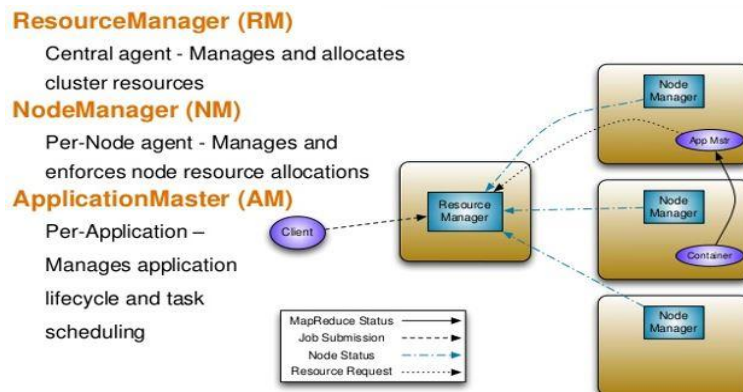 ResourceManager (RM)
Central agent - Manages and allocates
cluster resources
NodeManager (NM)
Per-Node agent - Manages and
enforces node resource allocations
ApplicationMaster (AM)
Per-Application –
Manages application
lifecycle and task
scheduling
Client
Resource
Manager
Node
Manager
App Mstr
Node
Manager
Container
Node
Manager
MapReduce Status
Job Submission
Node Status
Resource Request